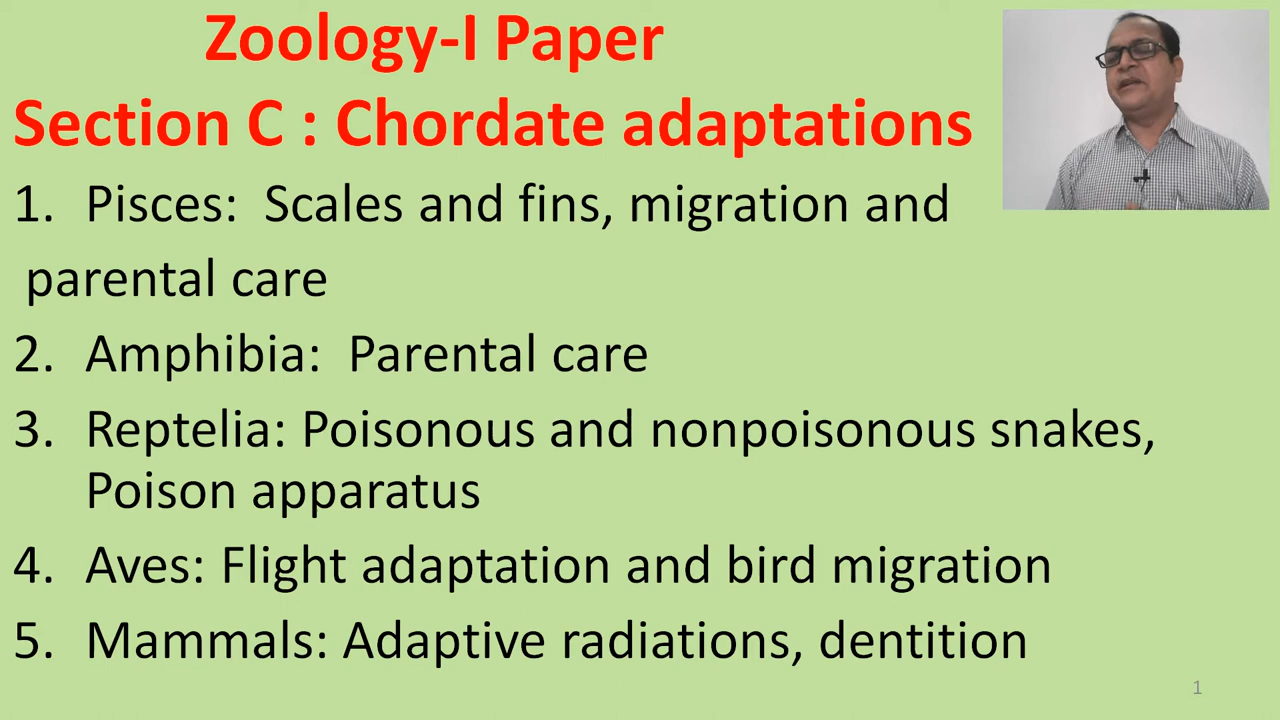 Zoology-I Paper
Section C : Chordate adaptations
1. Pisces: Scales and fins, migration and
parental care
2. Amphibia: Parental care
3. Reptelia: Poisonous and nonpoisonous snakes,
Poison apparatus
4. Aves: Flight adaptation and bird migration
5. Mammals: Adaptive radiations, dentition
1